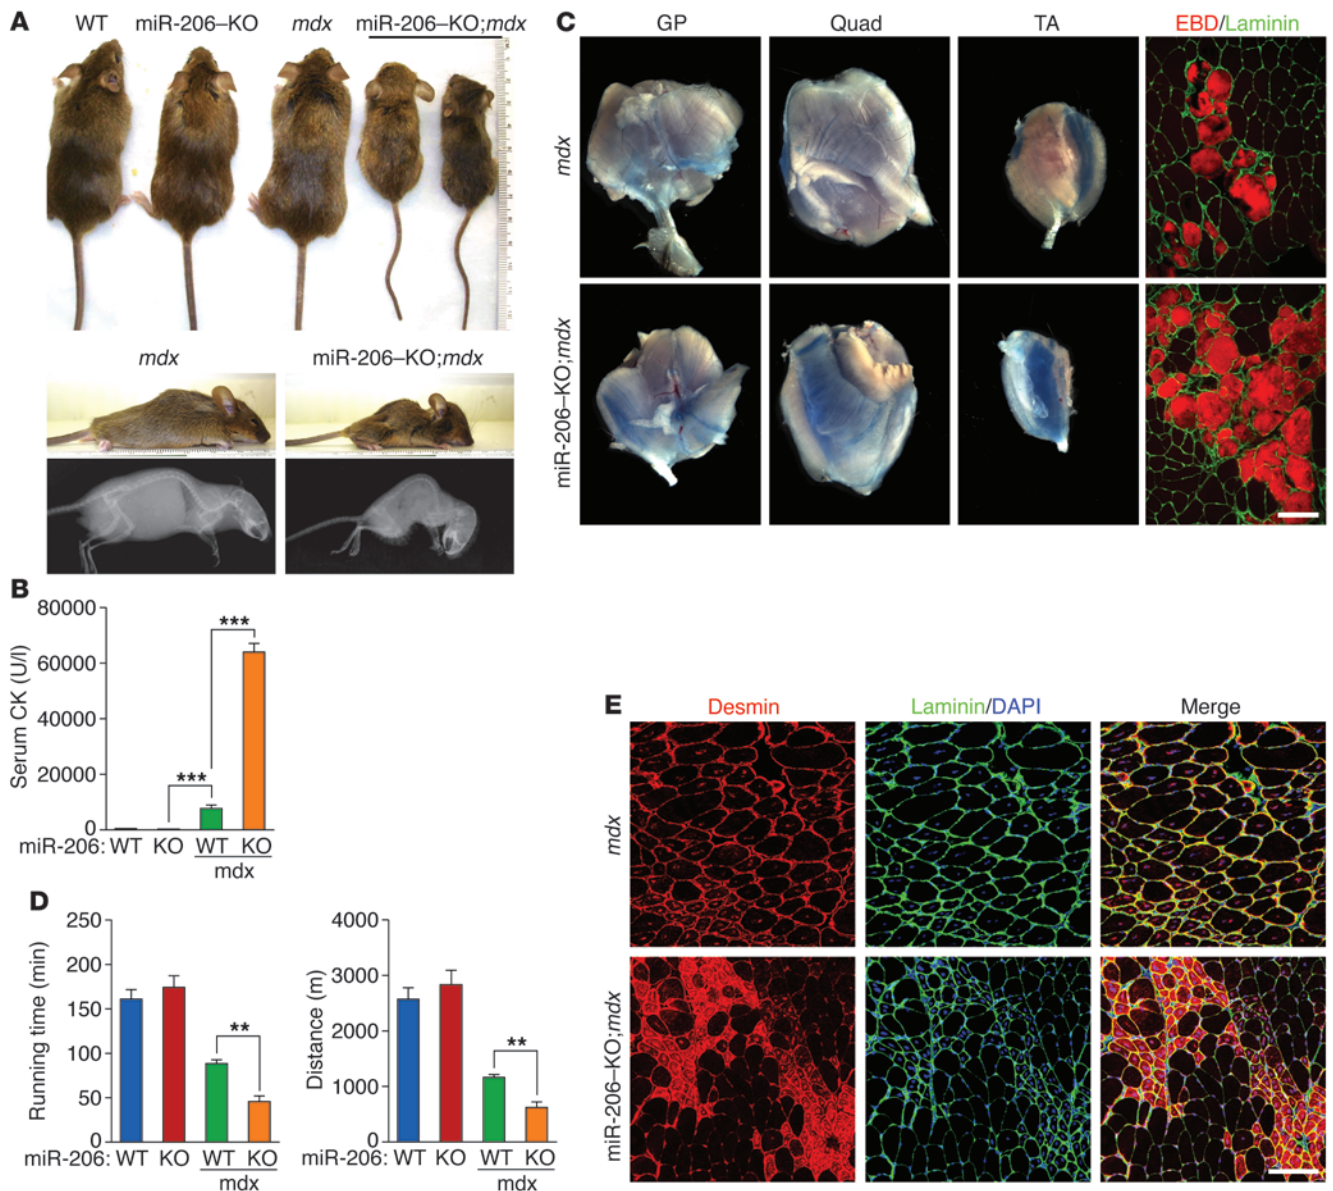 A
WT miR-206–KO mdx miR-206–KO;mdx
mdx miR-206–KO;mdx
B
Serum CK (U/l)
80000
60000
40000
20000
0
***
***
miR-206: WT KO WT KO
mdx
C
GP Quad TA EBD/Laminin
mdx
miR-206–KO;mdx
D
Running time (min)
250
200
150
100
50
0
**
miR-206: WT KO WT KO
mdx
Distance (m)
4000
3000
2000
1000
0
**
miR-206: WT KO WT KO
mdx
E
Desmin Laminin/DAPI Merge
mdx
miR-206–KO;mdx